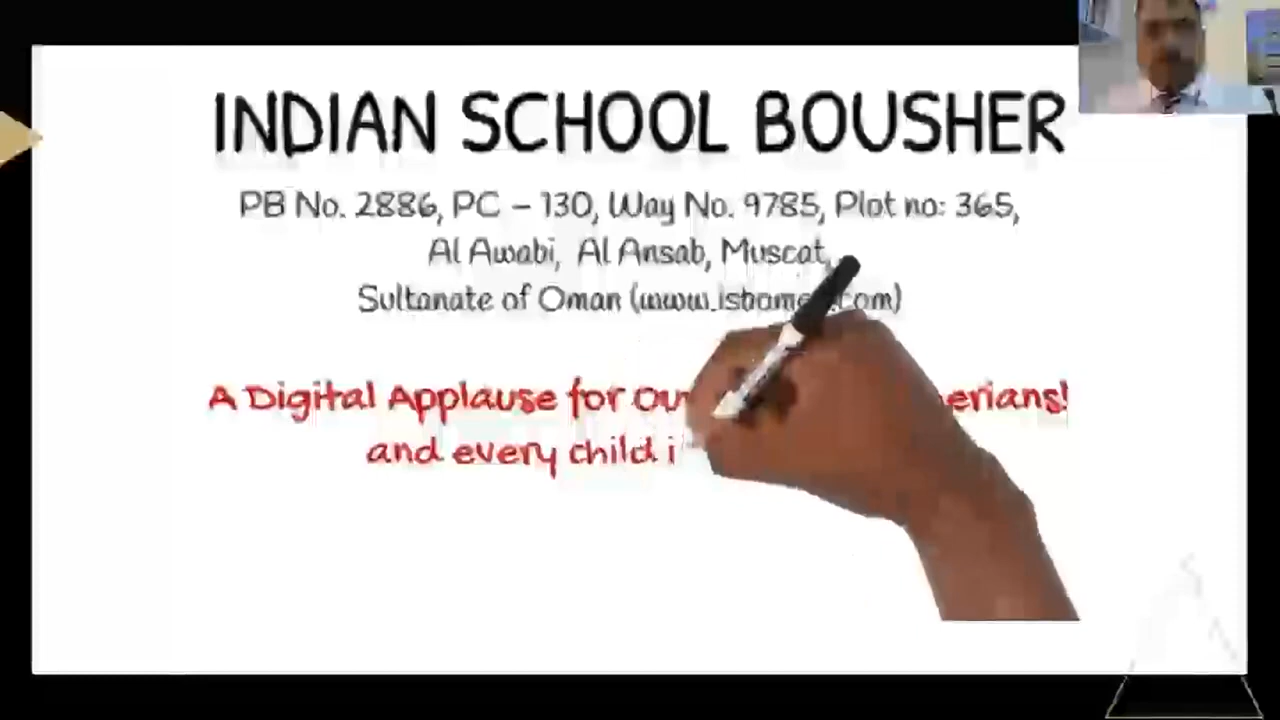 INDIAN SCHOOL BOUSHER
PB No. 2886, PC – 130, Way No. 9785, Plot no: 365,
Al Awabi, Al Ansab, Muscat,
Sultanate of Oman
A Digital Applause for
and every child